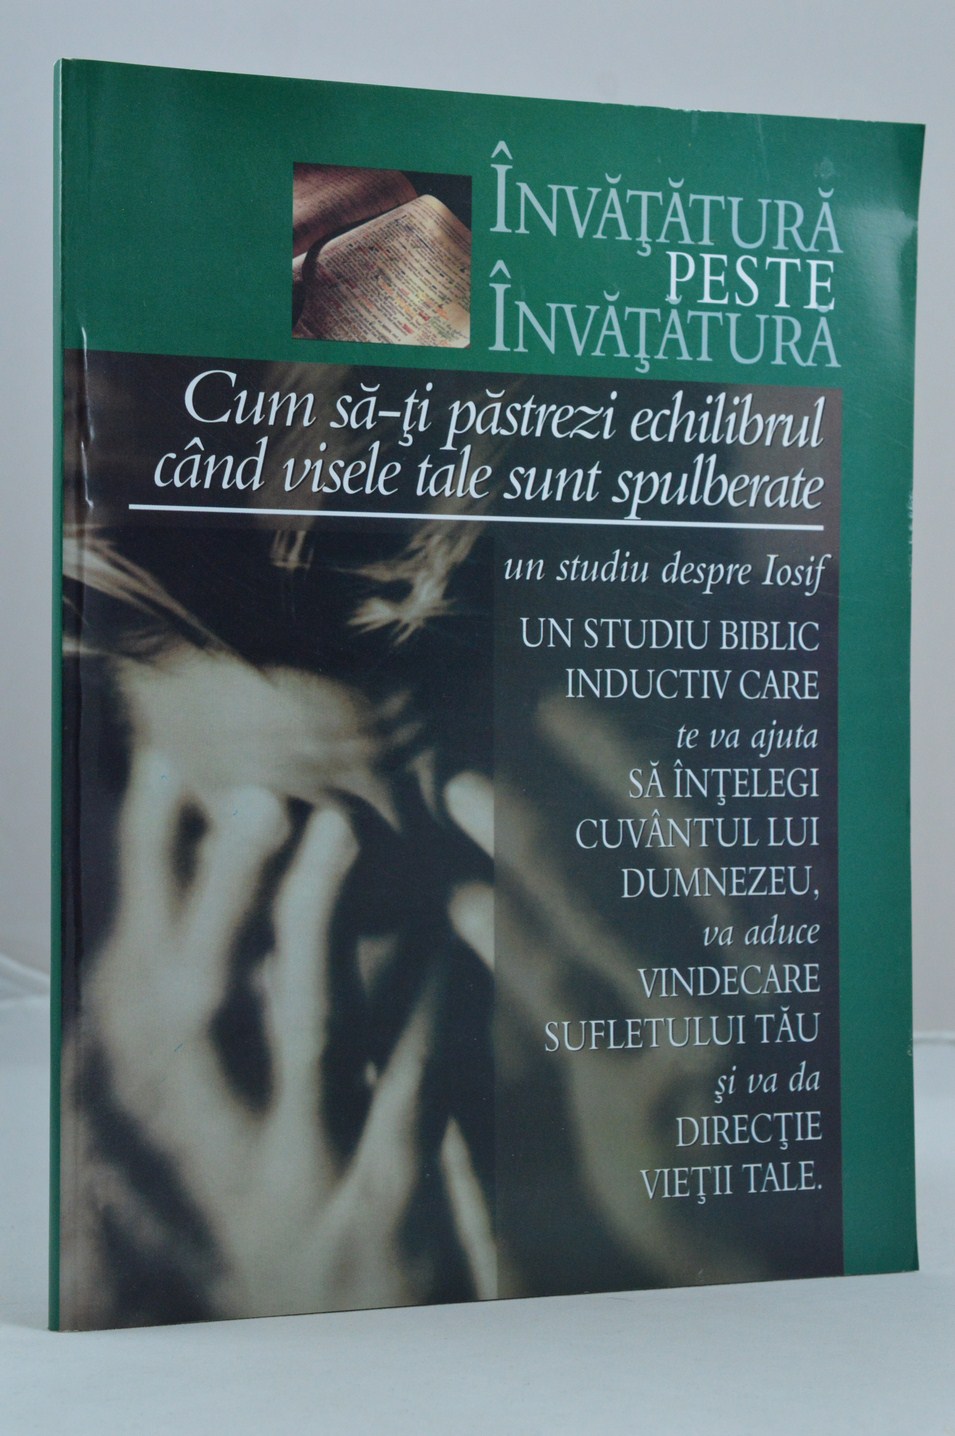 ÎNVĂŢĂTURĂ
PESTE
ÎNVĂŢĂTURĂ
Cum să-ţi păstrezi echilibrul
când visele tale sunt spulberate
un studiu despre Iosif
UN STUDIU BIBLIC
INDUCTIV CARE
te va ajuta
SĂ ÎNŢELEGI
CUVÂNTUL LUI
DUMNEZEU,
va aduce
VINDECARE
SUFLETULUI TĂU
şi va da
DIRECŢIE
VIEŢII TALE.